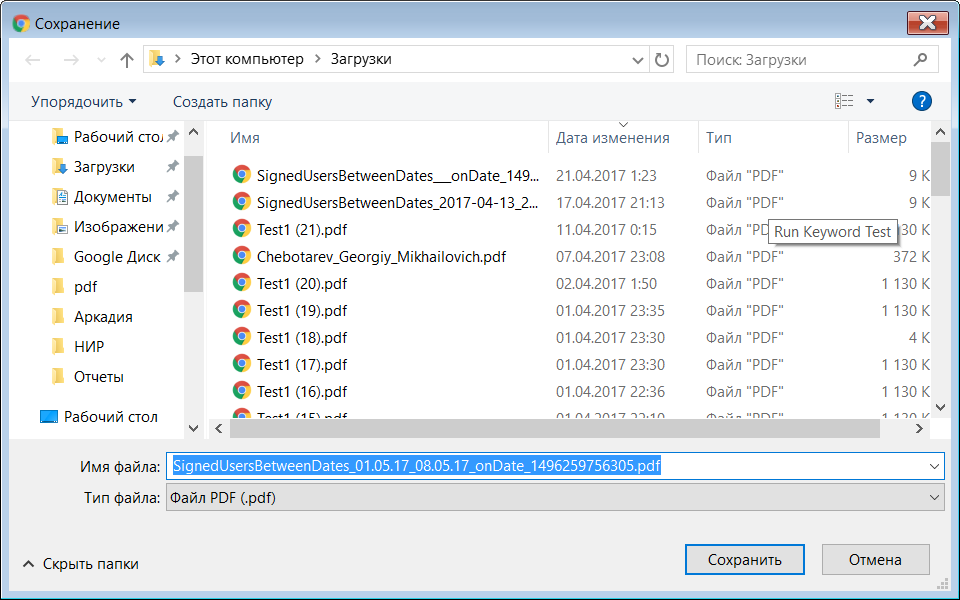 Сохранение
Этот компьютер > Загрузки
Поиск: Загрузки
Упорядочить
Создать папку
?
Рабочий стол
Загрузки
Документы
Изображени
Google Диск
pdf
Аркадия
НИР
Отчеты
Рабочий стол
Имя Дата изменения Тип Размер
SignedUsersBetweenDates___onDate_149... 21.04.2017 1:23 Файл "PDF" 9 К
SignedUsersBetweenDates_2017-04-13_2... 17.04.2017 21:13 Файл "PDF" 9 К
Test1 (21).pdf 11.04.2017 0:15 Файл "PD 30 К
Run Keyword Test
Chebotarev_Georgiy_Mikhailovich.pdf 07.04.2017 23:08 Файл "PDF" 372 К
Test1 (20).pdf 02.04.2017 1:50 Файл "PDF" 1 130 К
Test1 (19).pdf 01.04.2017 23:35 Файл "PDF" 1 130 К
Test1 (18).pdf 01.04.2017 23:30 Файл "PDF" 4 К
Test1 (17).pdf 01.04.2017 23:30 Файл "PDF" 1 130 К
Test1 (16).pdf 01.04.2017 22:36 Файл "PDF" 1 130 К
Test1 (15).pdf 01.04.2017 22:10 Файл "PDF" 1 130 К
Имя файла: SignedUsersBetweenDates_01.05.17_08.05.17_onDate_1496259756305.pdf
Тип файла: Файл PDF (.pdf)
Скрыть папки
Сохранить
Отмена